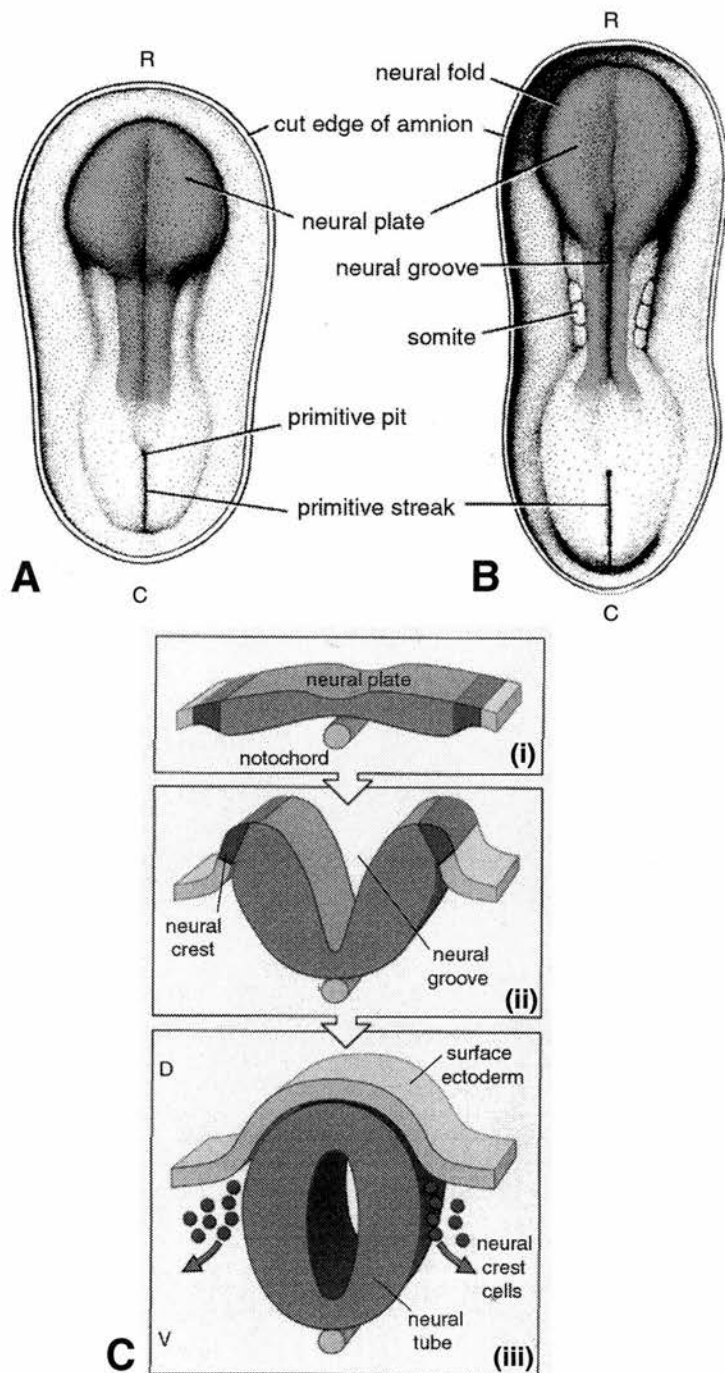 R
R
neural fold
cut edge of amnion
neural plate
neural groove
somite
primitive pit
primitive streak
A
B
C
C
neural plate
notochord
(i)
neural
crest
neural
groove
(ii)
D
surface
ectoderm
neural
crest
cells
neural
tube
V
C
(iii)